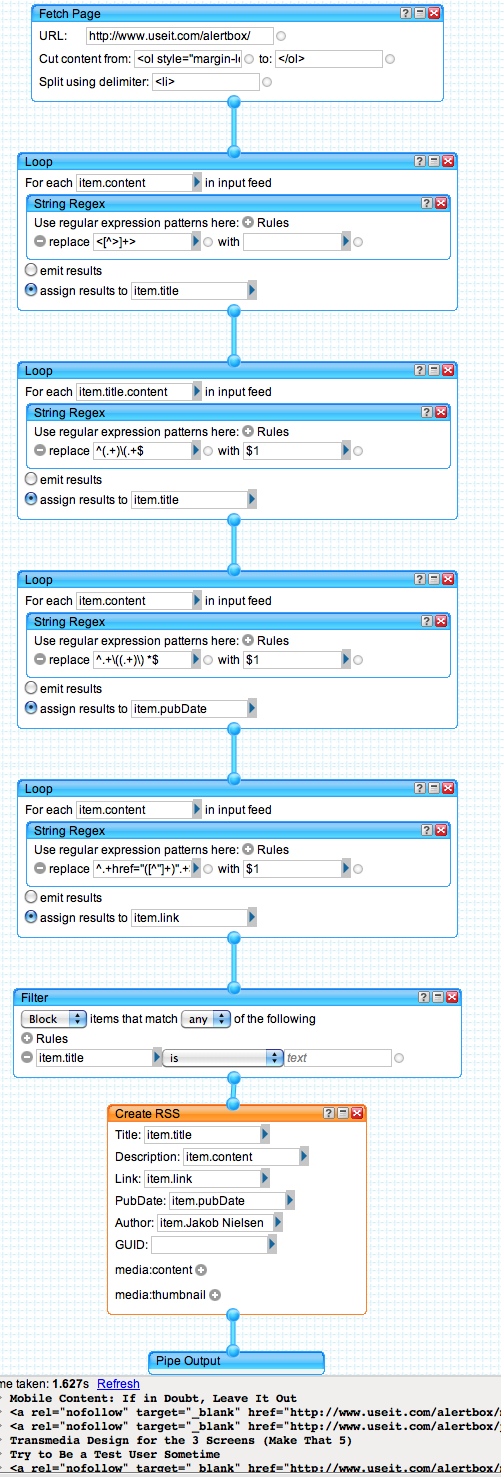 Fetch Page
URL: http://www.useit.com/alertbox/
Cut content from: <ol style="margin-l to: </ol>
Split using delimiter: <li>
Loop
For each item.content in input feed
String Regex
Use regular expression patterns here: Rules
replace <[^>]+> with
emit results
assign results to item.title
Loop
For each item.title.content in input feed
String Regex
Use regular expression patterns here: Rules
replace ^(.+)\(.+$ with $1
emit results
assign results to item.title
Loop
For each item.content in input feed
String Regex
Use regular expression patterns here: Rules
replace ^.+\((.+)\) *$ with $1
emit results
assign results to item.pubDate
Loop
For each item.content in input feed
String Regex
Use regular expression patterns here: Rules
replace ^.+href="([^"]+)".+ with $1
emit results
assign results to item.link
Filter
Block items that match any of the following
Rules
item.title is text
Create RSS
Title: item.title
Description: item.content
Link: item.link
PubDate: item.pubDate
Author: item.Jakob Nielsen
GUID:
media:content
media:thumbnail
Pipe Output
me taken: 1.627s Refresh
Mobile Content: If in Doubt, Leave It Out
<a rel="nofollow" target="_blank" href="http://www.useit.com/alertbox/
<a rel="nofollow" target="_blank" href="http://www.useit.com/alertbox/
Transmedia Design for the 3 Screens (Make That 5)
Try to Be a Test User Sometime
<a rel="nofollow" target="_blank" href="http://www.useit.com/alertbox/